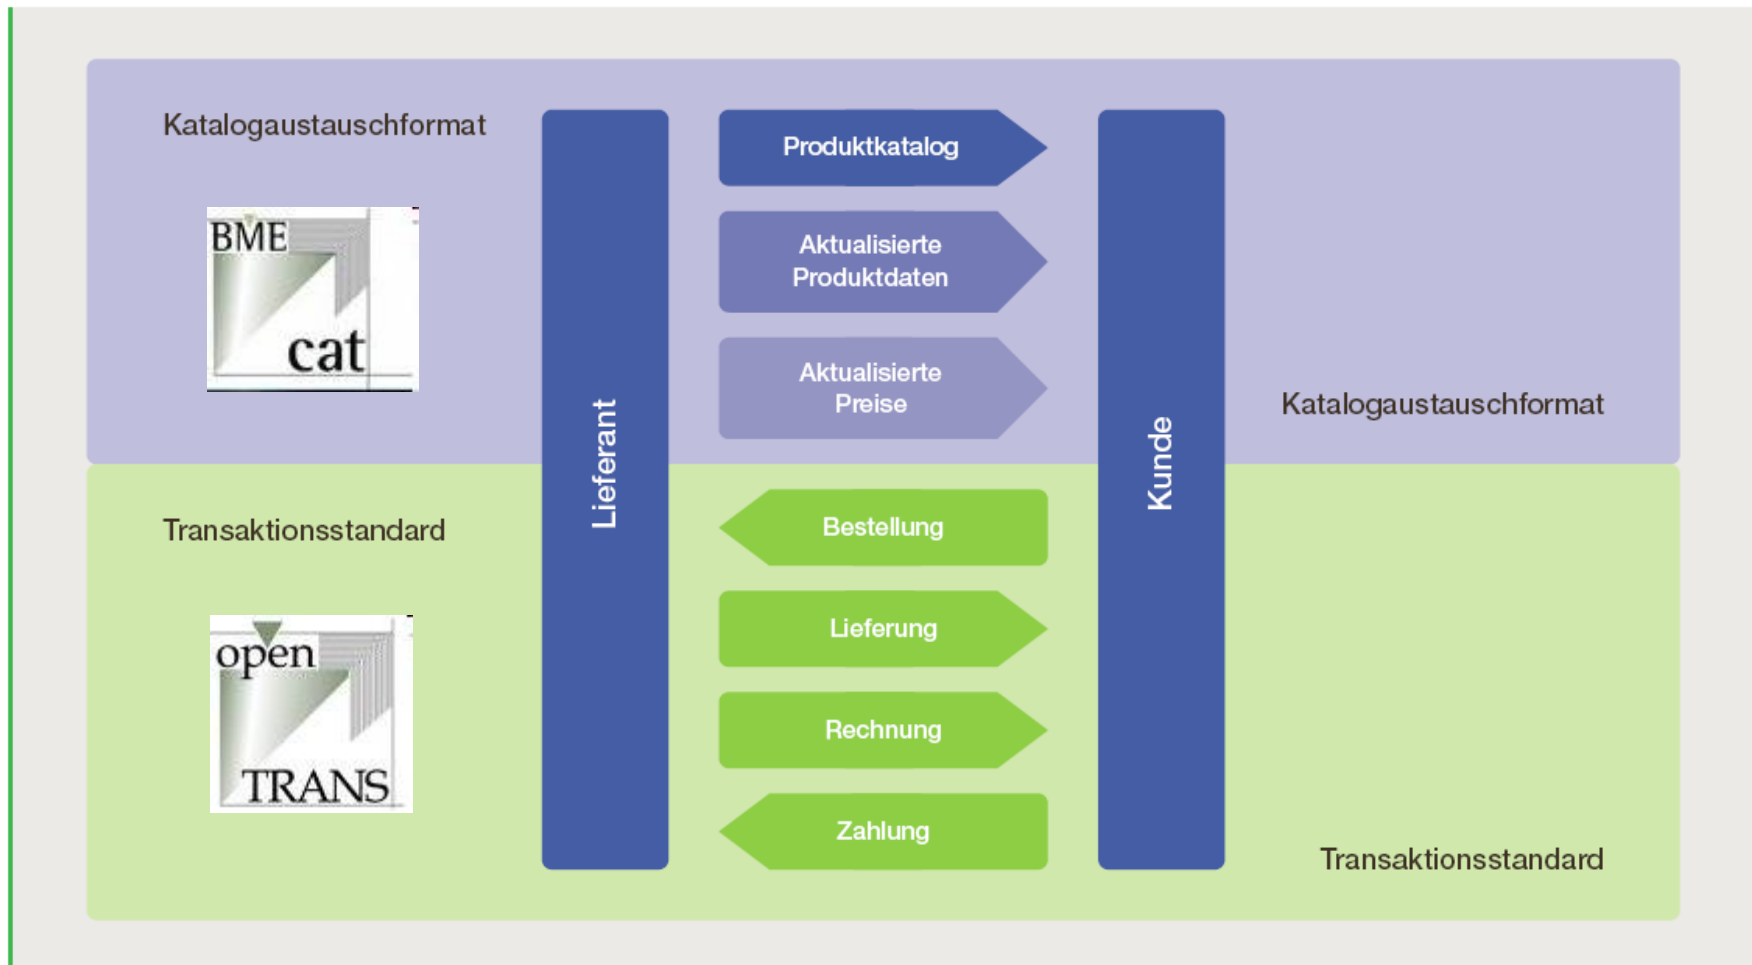 Katalogaustauschformat
BME
cat
Lieferant
Produktkatalog
Aktualisierte
Produktdaten
Aktualisierte
Preise
Kunde
Katalogaustauschformat
Transaktionsstandard
open
TRANS
Bestellung
Lieferung
Rechnung
Zahlung
Transaktionsstandard